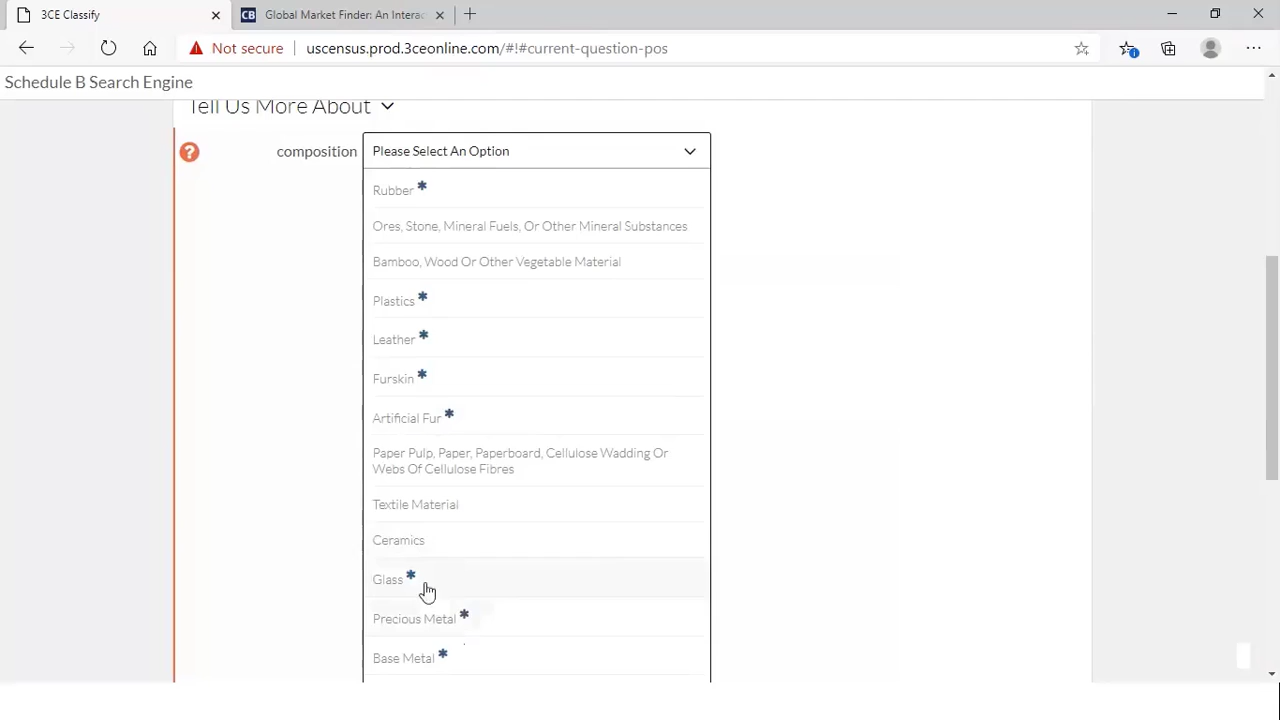 3CE Classify
CB Global Market Finder: An Interac
Not secure uscensus.prod.3ceonline.com/#!#current-question-pos
Schedule B Search Engine
Tell Us More About
? composition Please Select An Option
Rubber *
Ores, Stone, Mineral Fuels, Or Other Mineral Substances
Bamboo, Wood Or Other Vegetable Material
Plastics *
Leather *
Furskin *
Artificial Fur *
Paper Pulp, Paper, Paperboard, Cellulose Wadding Or
Webs Of Cellulose Fibres
Textile Material
Ceramics
Glass *
Precious Metal *
Base Metal *